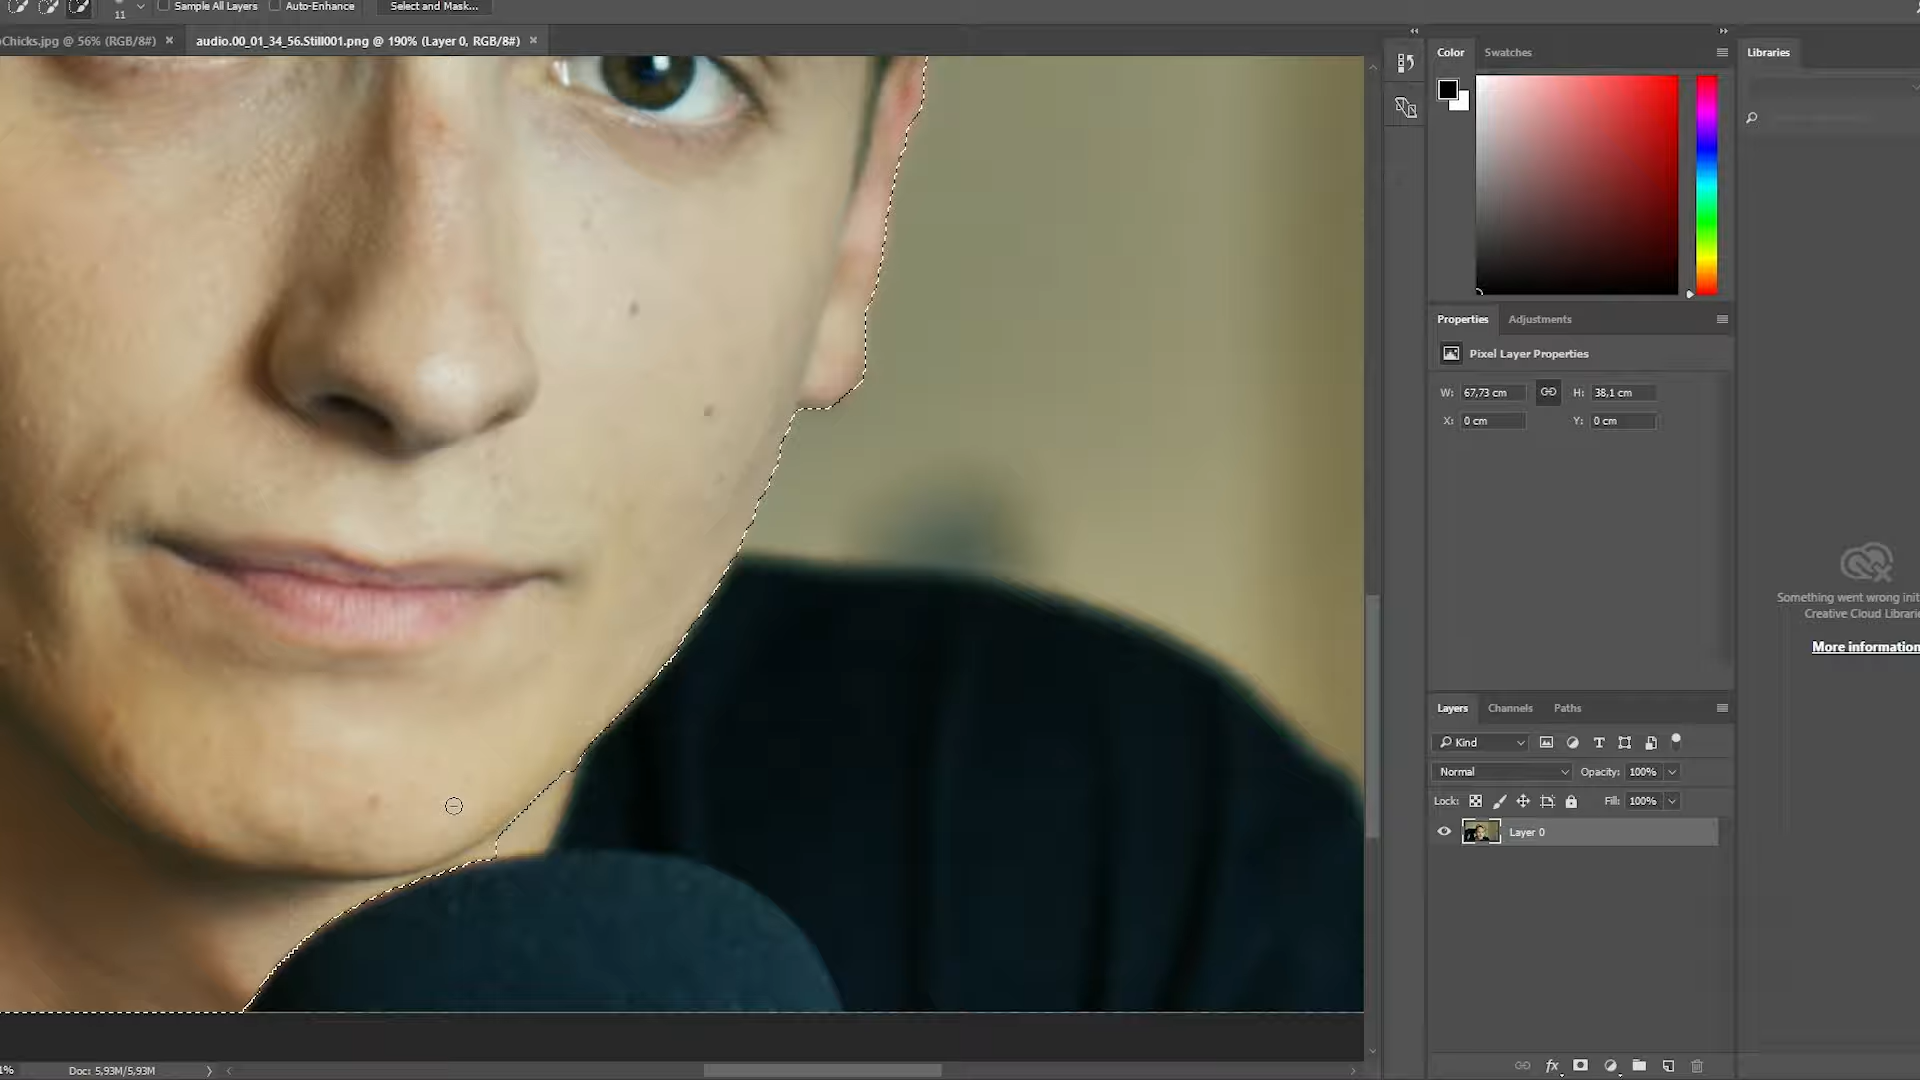 11
Sample All Layers
Auto-Enhance
Select and Mask...
Chicks.jpg @ 56% (RGB/8#) ×
audio.00_01_34_56.Still001.png @ 190% (Layer 0, RGB/8#) ×
Color
Swatches
Libraries
Properties
Adjustments
Pixel Layer Properties
W: 67,73 cm
H: 38,1 cm
X: 0 cm
Y: 0 cm
Something went wrong init
Creative Cloud Librarie
More information
Layers
Channels
Paths
Kind
Normal
Opacity: 100%
Lock:
Fill: 100%
Layer 0
fx
1%
Doc: 5,93M/5,93M